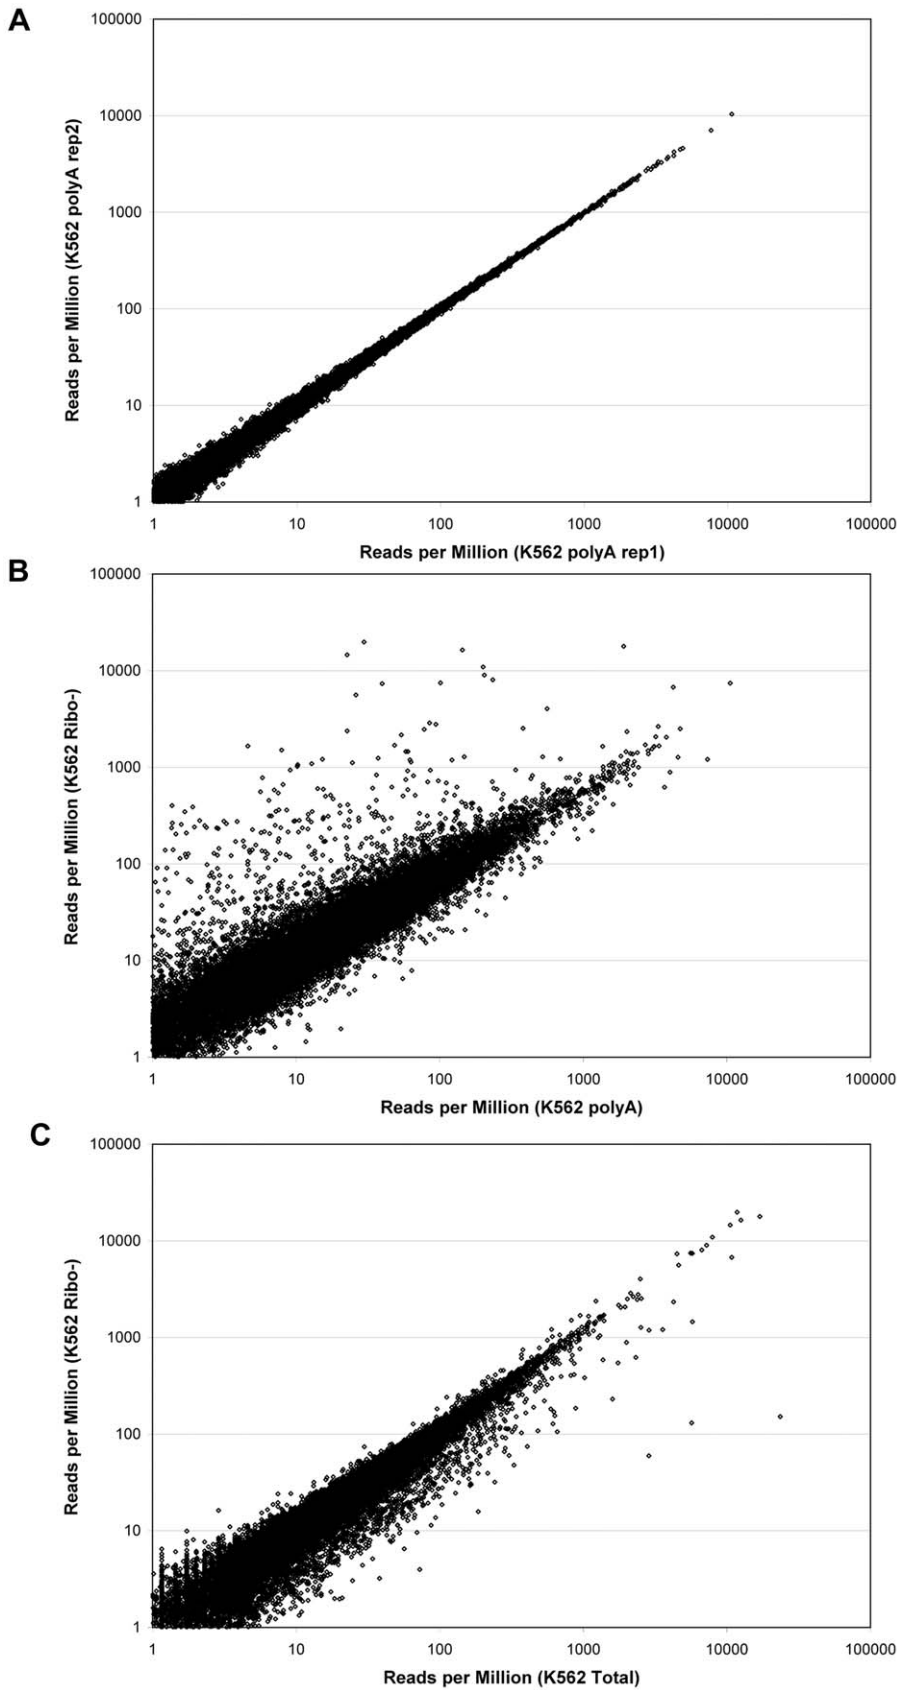 A
100000
10000
1000
100
10
1
Reads per Million (K562 polyA rep2)
1 10 100 1000 10000 100000
Reads per Million (K562 polyA rep1)
B
100000
10000
1000
100
10
1
Reads per Million (K562 Ribo-)
1 10 100 1000 10000 100000
Reads per Million (K562 polyA)
C
100000
10000
1000
100
10
1
Reads per Million (K562 Ribo-)
1 10 100 1000 10000 100000
Reads per Million (K562 Total)